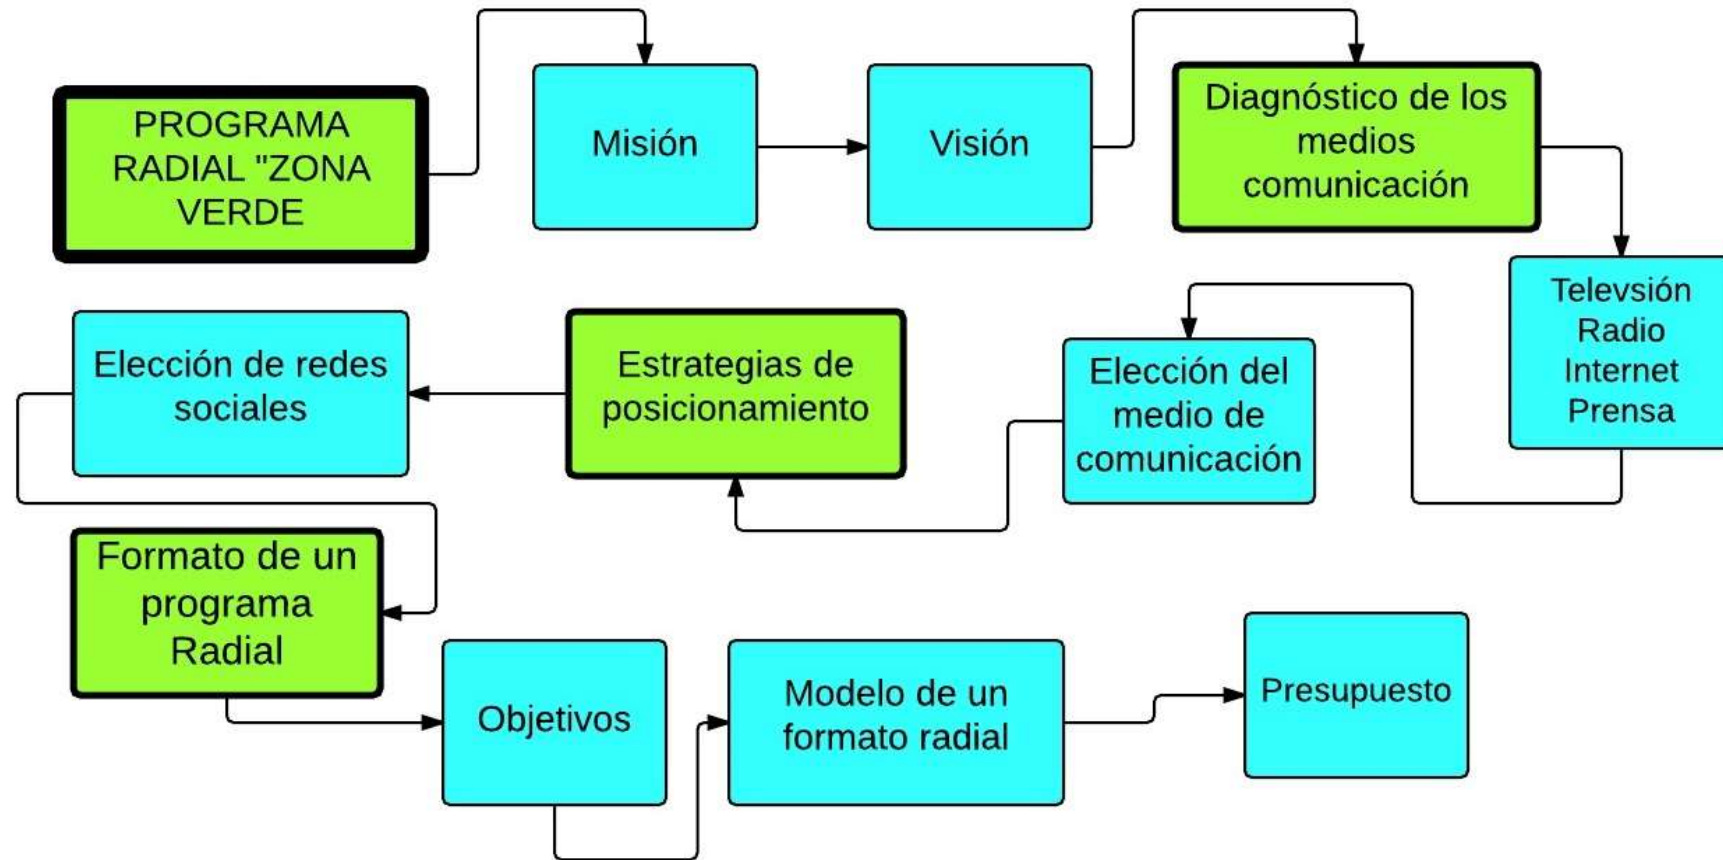 PROGRAMA
RADIAL "ZONA
VERDE
Misión
Visión
Diagnóstico de los
medios
comunicación
Televsión
Radio
Internet
Prensa
Elección del
medio de
comunicación
Estrategias de
posicionamiento
Elección de redes
sociales
Formato de un
programa
Radial
Objetivos
Modelo de un
formato radial
Presupuesto